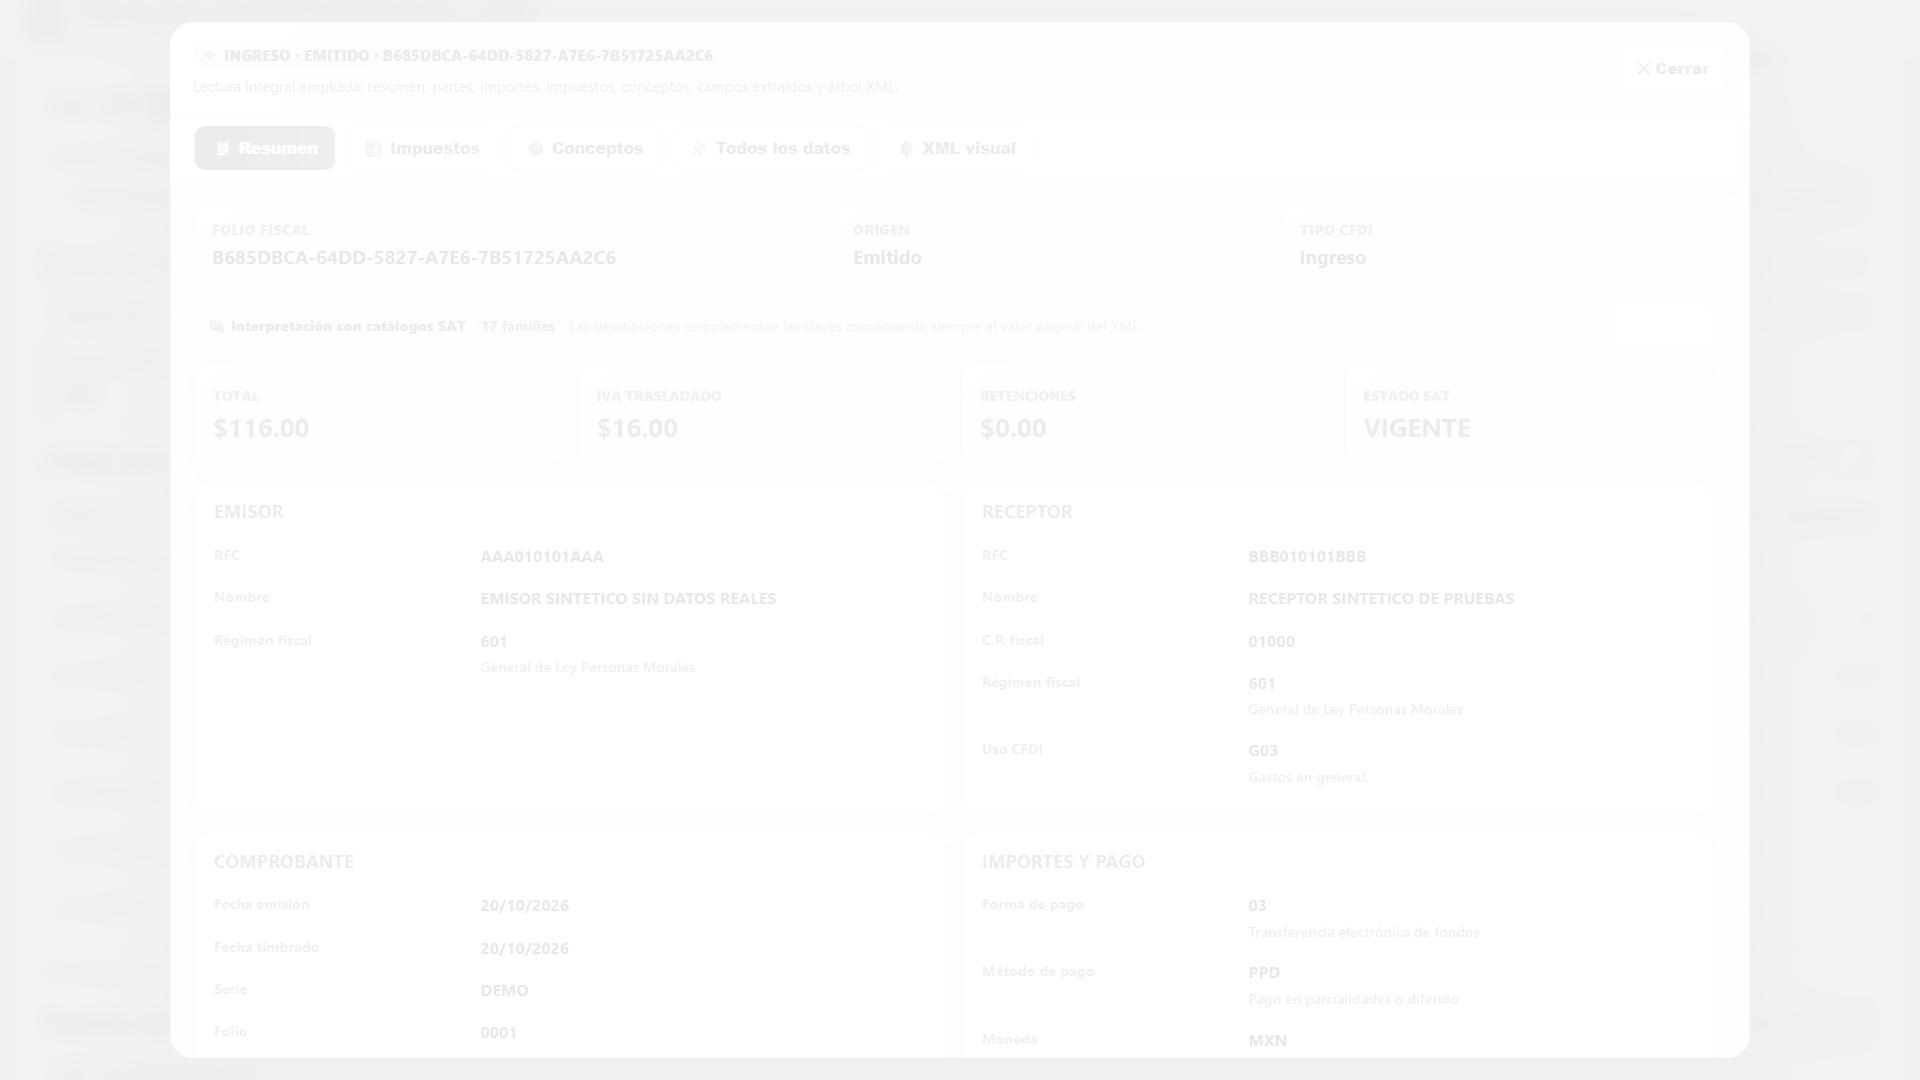 INGRESO • EMITIDO • B685DBCA-64DD-5827-A7E6-7B51725AA2C6
Lectura integral ampliada: resumen, partes, importes, impuestos, conceptos, campos extraídos y árbol XML.
Cerrar
Resumen Impuestos Conceptos Todos los datos XML visual
FOLIO FISCAL
B685DBCA-64DD-5827-A7E6-7B51725AA2C6
ORIGEN
Emitido
TIPO CFDI
Ingreso
Interpretación con catálogos SAT 17 familias Las descripciones complementan las claves conservando siempre el valor original del XML.
TOTAL
$116.00
IVA TRASLADADO
$16.00
RETENCIONES
$0.00
ESTADO SAT
VIGENTE
EMISOR
RFC AAA010101AAA
Nombre EMISOR SINTETICO SIN DATOS REALES
Régimen fiscal 601
General de Ley Personas Morales
RECEPTOR
RFC BBB010101BBB
Nombre RECEPTOR SINTETICO DE PRUEBAS
C.P. fiscal 01000
Régimen fiscal 601
General de Ley Personas Morales
Uso CFDI G03
Gastos en general.
COMPROBANTE
Fecha emisión 20/10/2026
Fecha timbrado 20/10/2026
Serie DEMO
Folio 0001
IMPORTES Y PAGO
Forma de pago 03
Transferencia electrónica de fondos
Método de pago PPD
Pago en parcialidades o diferido
Moneda MXN